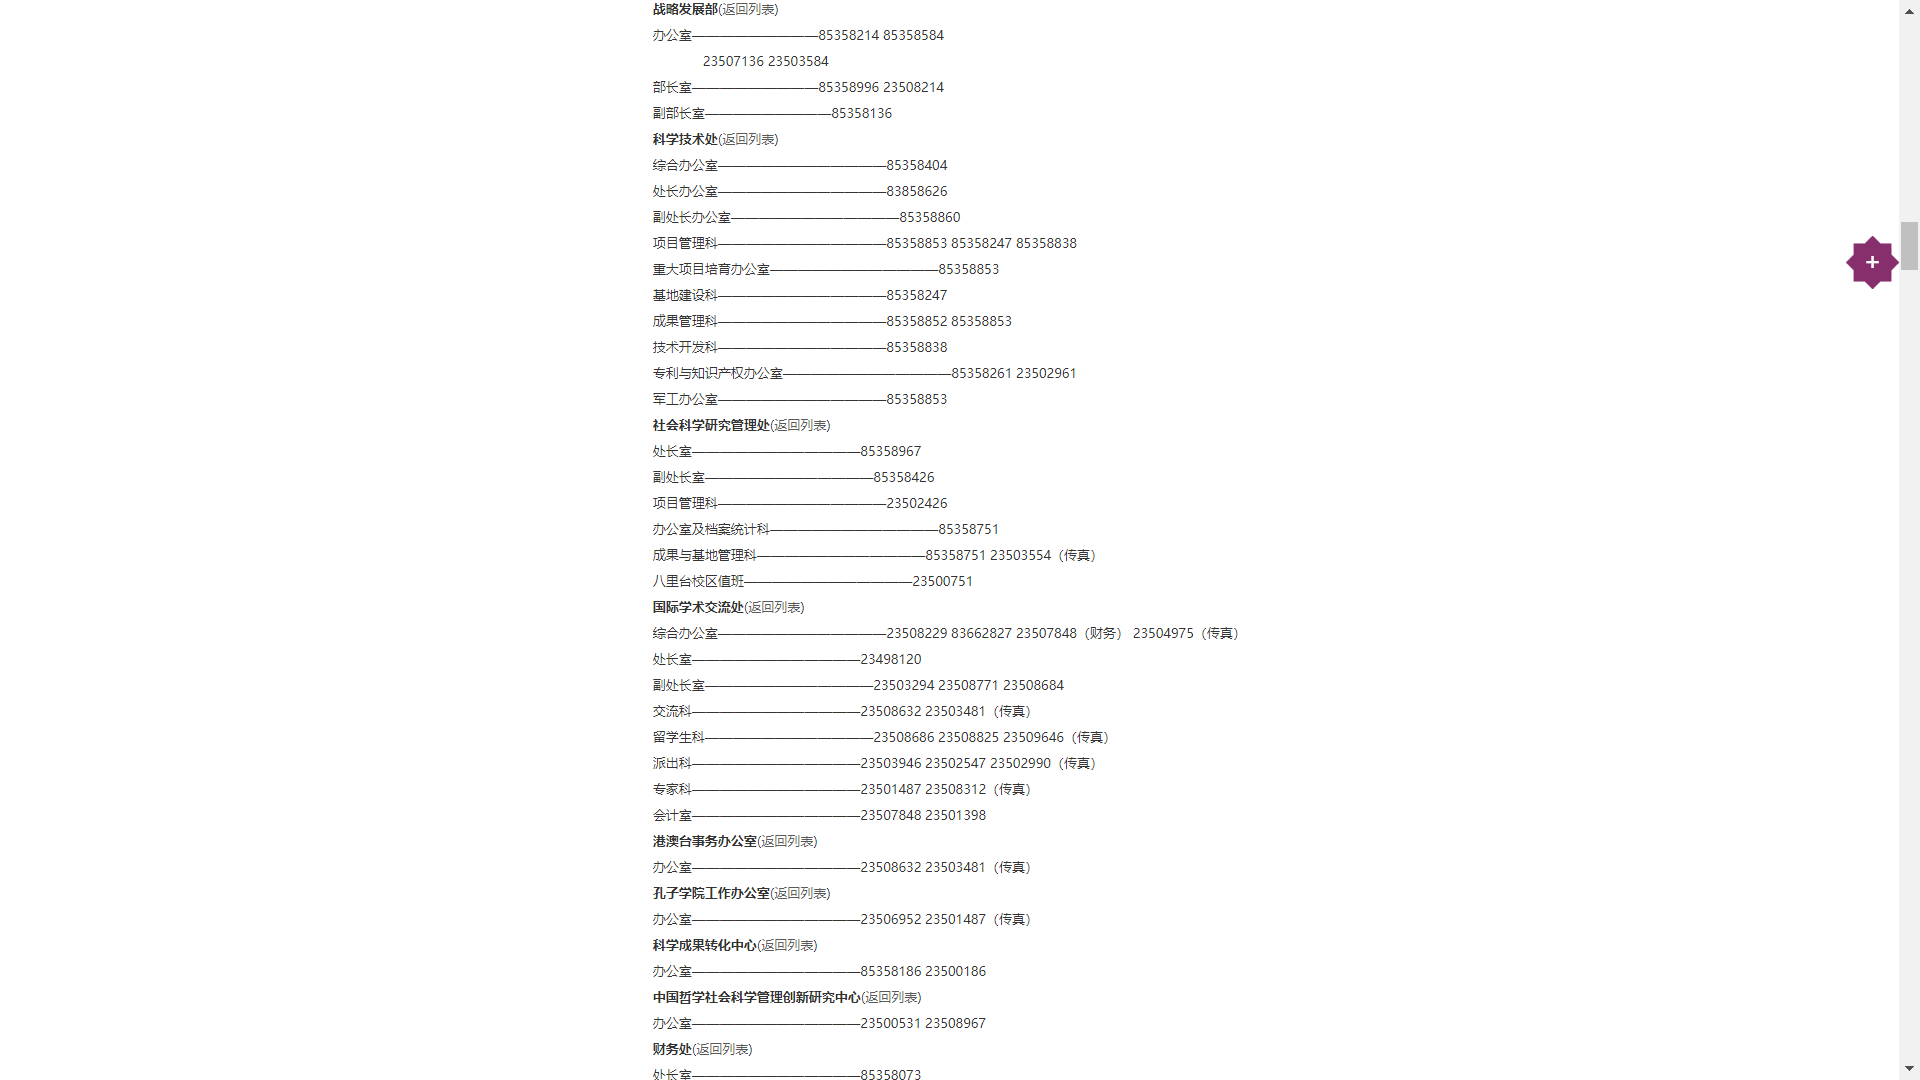 战略发展部(返回列表)
办公室—————————85358214 85358584
23507136 23503584
部长室—————————85358996 23508214
副部长室—————————85358136
科学技术处(返回列表)
综合办公室————————————85358404
处长办公室————————————83858626
副处长办公室————————————85358860
项目管理科————————————85358853 85358247 85358838
重大项目培育办公室————————————85358853
基地建设科————————————85358247
成果管理科————————————85358852 85358853
技术开发科————————————85358838
专利与知识产权办公室————————————85358261 23502961
军工办公室————————————85358853
社会科学研究管理处(返回列表)
处长室————————————85358967
副处长室————————————85358426
项目管理科————————————23502426
办公室及档案统计科————————————85358751
成果与基地管理科————————————85358751 23503554（传真）
八里台校区值班————————————23500751
国际学术交流处(返回列表)
综合办公室————————————23508229 83662827 23507848（财务） 23504975（传真）
处长室————————————23498120
副处长室————————————23503294 23508771 23508684
交流科————————————23508632 23503481（传真）
留学生科————————————23508686 23508825 23509646（传真）
派出科————————————23503946 23502547 23502990（传真）
专家科————————————23501487 23508312（传真）
会计室————————————23507848 23501398
港澳台事务办公室(返回列表)
办公室————————————23508632 23503481（传真）
孔子学院工作办公室(返回列表)
办公室————————————23506952 23501487（传真）
科学成果转化中心(返回列表)
办公室————————————85358186 23500186
中国哲学社会科学管理创新研究中心(返回列表)
办公室————————————23500531 23508967
财务处(返回列表)
处长室————————————85358073